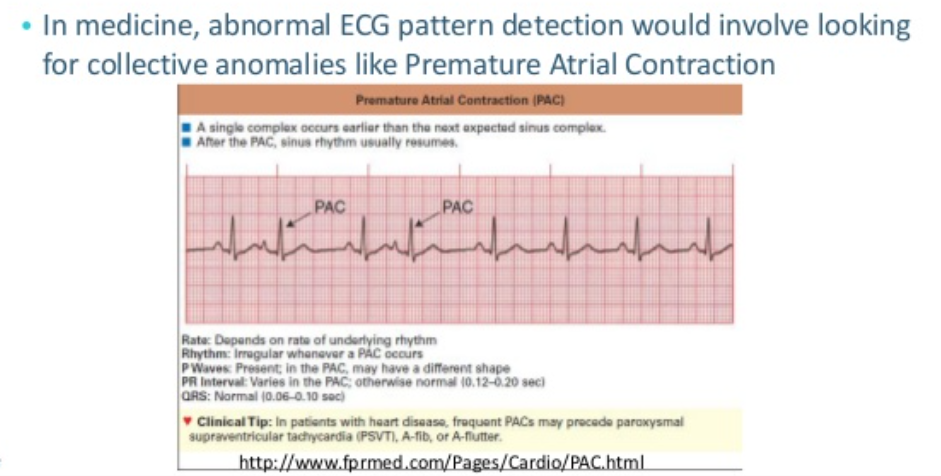 • In medicine, abnormal ECG pattern detection would involve looking
for collective anomalies like Premature Atrial Contraction
Premature Atrial Contraction (PAC)
■ A single complex occurs earlier than the next expected sinus complex.
■ After the PAC, sinus rhythm usually resumes.
PAC PAC
Rate: Depends on rate of underlying rhythm
Rhythm: Irregular whenever a PAC occurs
P Waves: Present; in the PAC, may have a different shape
PR Interval: Varies in the PAC; otherwise normal (0.12–0.20 sec)
QRS: Normal (0.06–0.10 sec)
♥ Clinical Tip: In patients with heart disease, frequent PACs may precede paroxysmal
supraventricular tachycardia (PSVT), A-fib, or A-flutter.
http://www.fprmed.com/Pages/Cardio/PAC.html